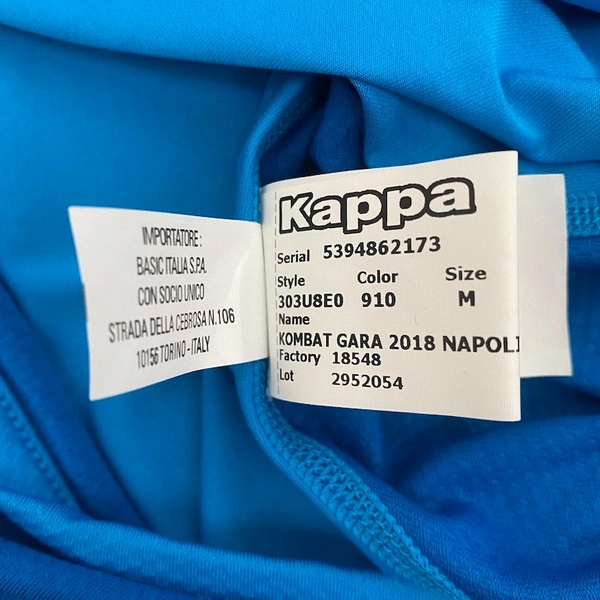 IMPORTATORE:
BASIC ITALIA S.P.A.
CON SOCIO UNICO
STRADA DELLA CEBROSA N.106
10156 TORINO - ITALY
Kappa
Serial 5394862173
Style Color Size
303U8E0 910 M
Name
KOMBAT GARA 2018 NAPOLI
Factory 18548
Lot 2952054